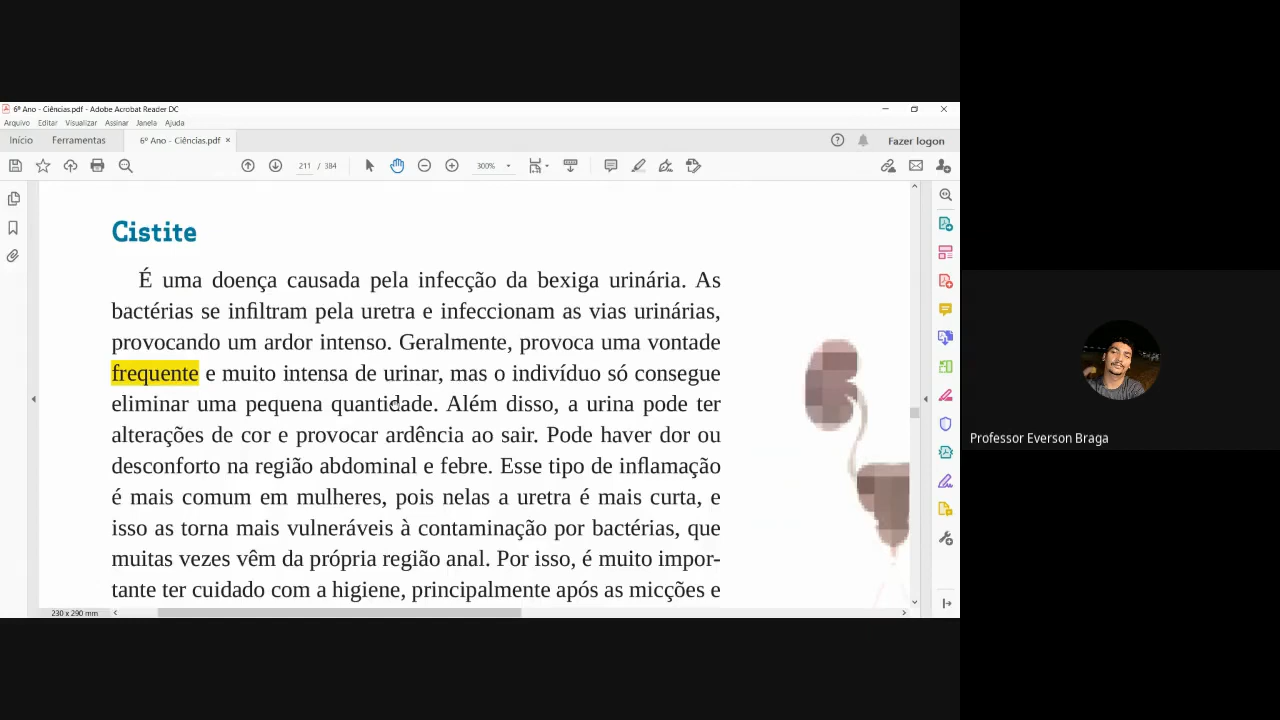 6º Ano - Ciências.pdf - Adobe Acrobat Reader DC
Arquivo Editar Visualizar Assinar Janela Ajuda
Início Ferramentas 6º Ano - Ciências.pdf × Fazer logon
211 / 384 300%
Cistite
É uma doença causada pela infecção da bexiga urinária. As
bactérias se infiltram pela uretra e infeccionam as vias urinárias,
provocando um ardor intenso. Geralmente, provoca uma vontade
frequente e muito intensa de urinar, mas o indivíduo só consegue
eliminar uma pequena quantidade. Além disso, a urina pode ter
alterações de cor e provocar ardência ao sair. Pode haver dor ou
desconforto na região abdominal e febre. Esse tipo de inflamação
é mais comum em mulheres, pois nelas a uretra é mais curta, e
isso as torna mais vulneráveis à contaminação por bactérias, que
muitas vezes vêm da própria região anal. Por isso, é muito impor-
tante ter cuidado com a higiene, principalmente após as micções e
230 x 290 mm
Professor Everson Braga